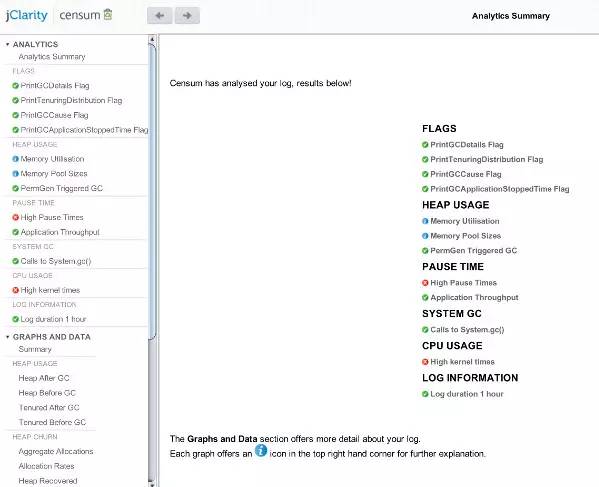 jClarity censum
Analytics Summary
ANALYTICS
Analytics Summary
FLAGS
PrintGCDetails Flag
PrintTenuringDistribution Flag
PrintGCCause Flag
PrintGCApplicationStoppedTime Flag
HEAP USAGE
Memory Utilisation
Memory Pool Sizes
PermGen Triggered GC
PAUSE TIME
High Pause Times
Application Throughput
SYSTEM GC
Calls to System.gc()
CPU USAGE
High kernel times
LOG INFORMATION
Log duration 1 hour
GRAPHS AND DATA
Summary
HEAP USAGE
Heap After GC
Heap Before GC
Tenured After GC
Tenured Before GC
HEAP CHURN
Aggregate Allocations
Allocation Rates
Heap Recovered
Censum has analysed your log, results below!
FLAGS
PrintGCDetails Flag
PrintTenuringDistribution Flag
PrintGCCause Flag
PrintGCApplicationStoppedTime Flag
HEAP USAGE
Memory Utilisation
Memory Pool Sizes
PermGen Triggered GC
PAUSE TIME
High Pause Times
Application Throughput
SYSTEM GC
Calls to System.gc()
CPU USAGE
High kernel times
LOG INFORMATION
Log duration 1 hour
The Graphs and Data section offers more detail about your log.
Each graph offers an i icon in the top right hand corner for further explanation.